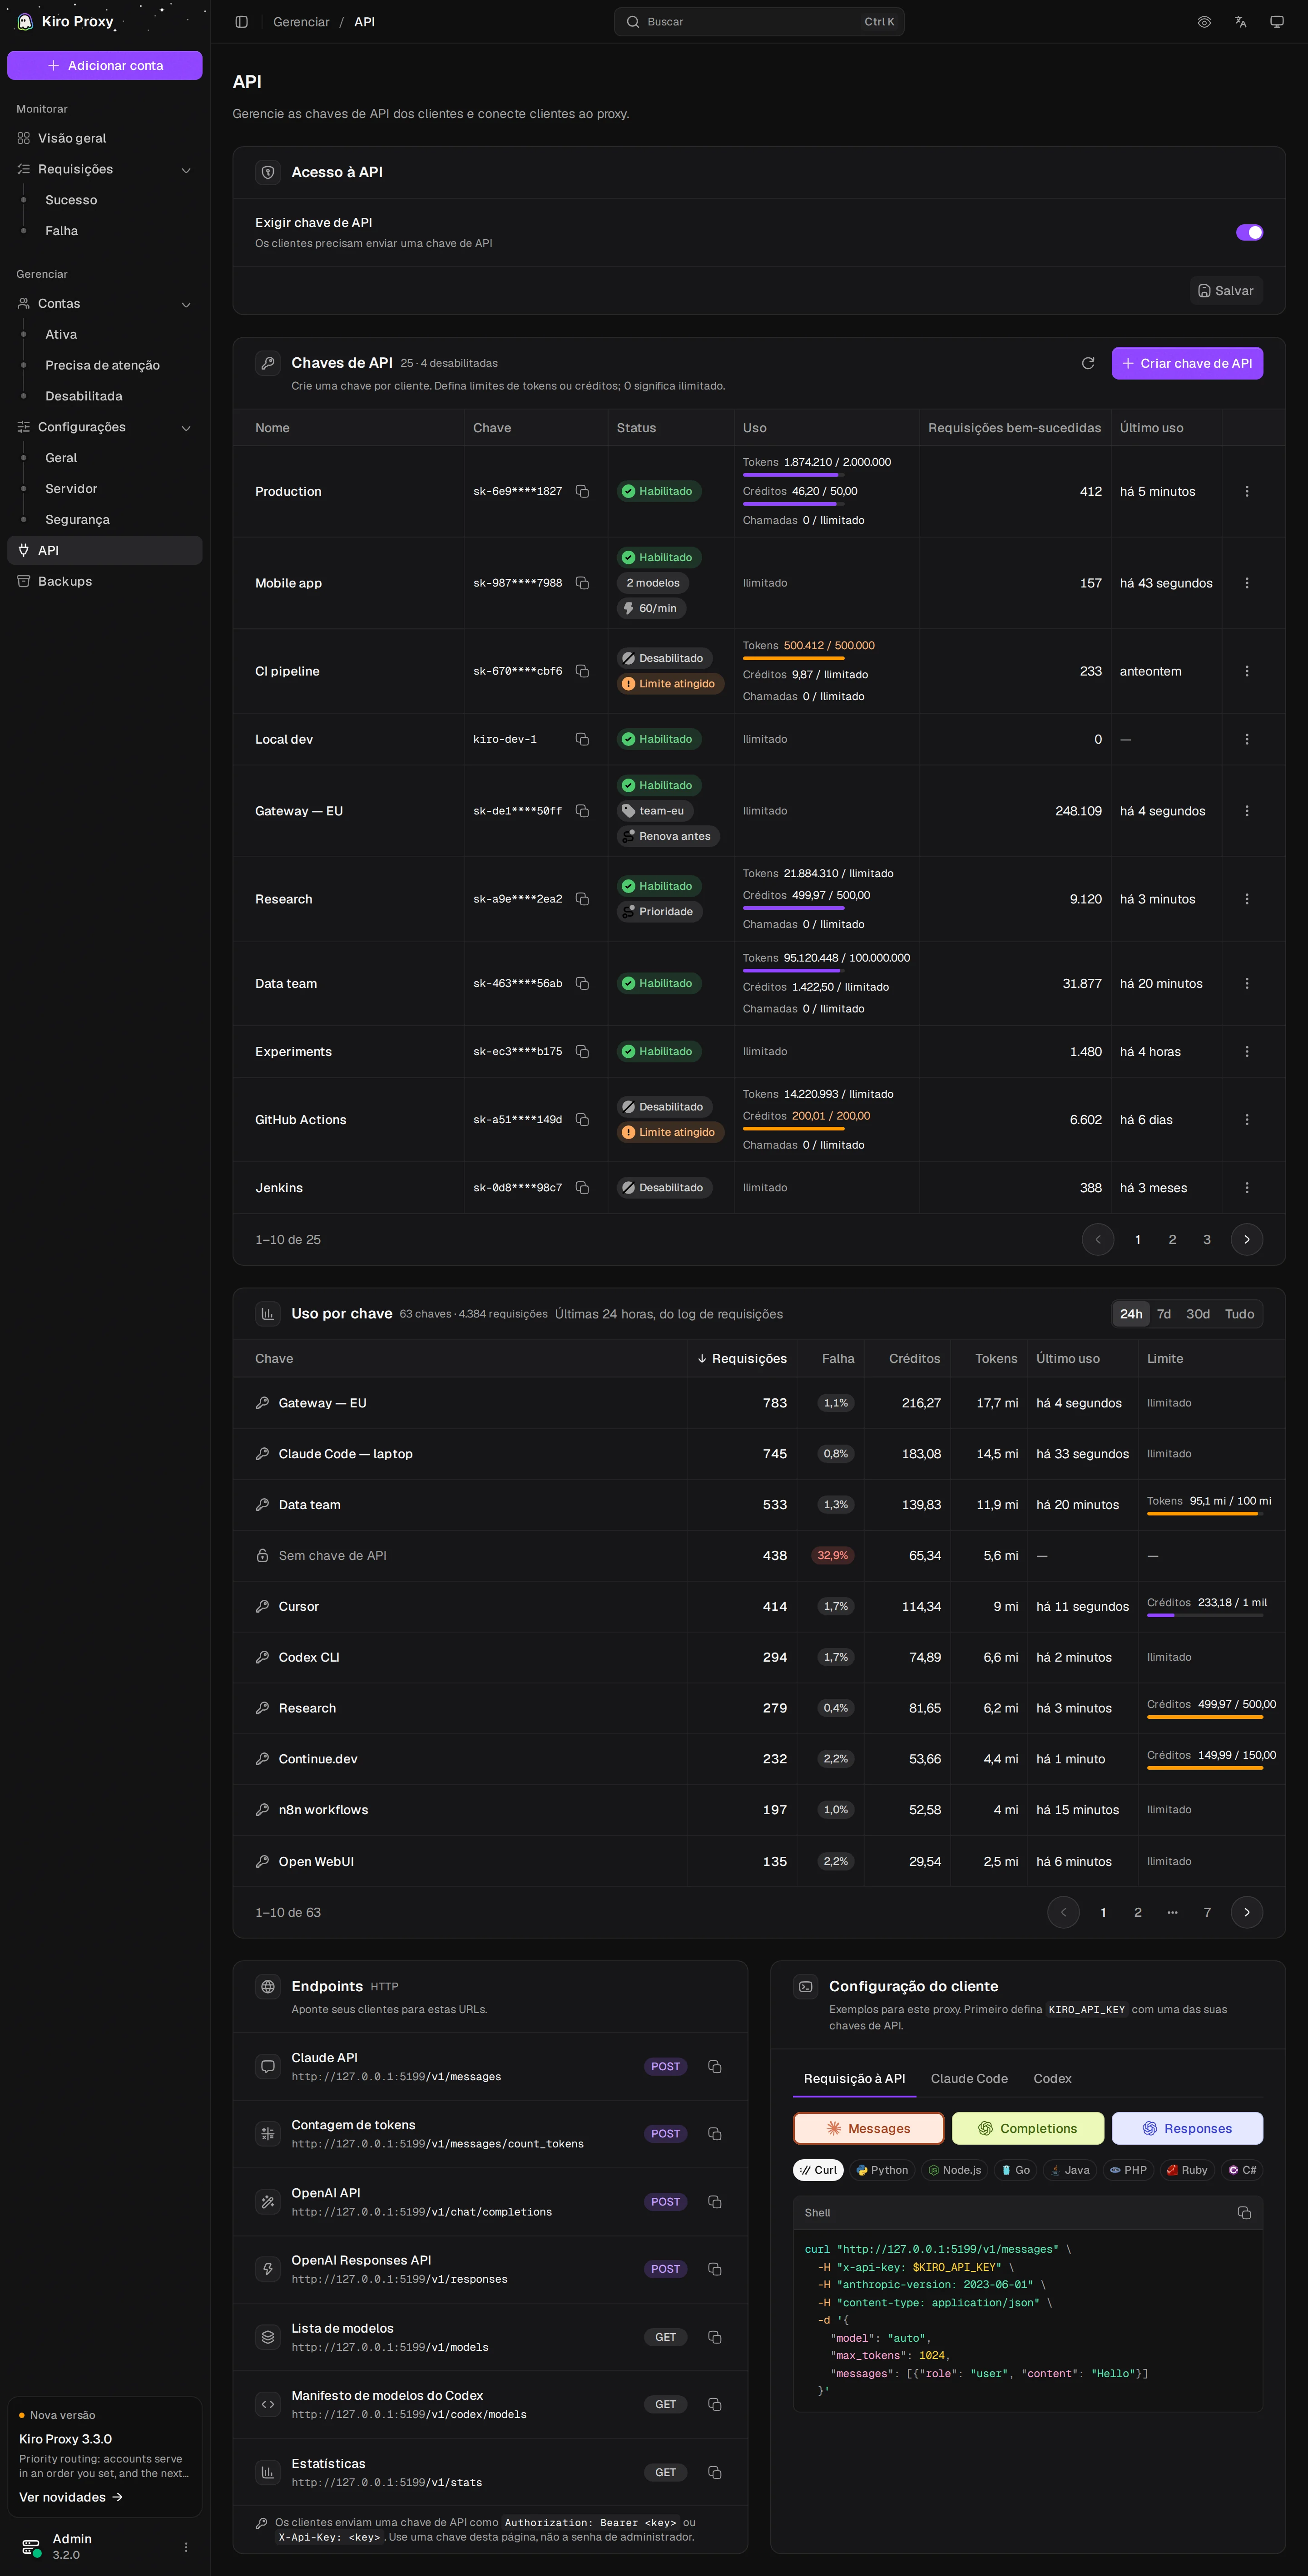 Kiro Proxy
Adicionar conta
Monitorar
Visão geral
Requisições
Sucesso
Falha
Gerenciar
Contas
Ativa
Precisa de atenção
Desabilitada
Configurações
Geral
Servidor
Segurança
API
Backups
Nova versão
Kiro Proxy 3.3.0
Priority routing: accounts serve
in an order you set, and the next...
Ver novidades →
Admin
3.2.0
Gerenciar / API
Buscar Ctrl K
API
Gerencie as chaves de API dos clientes e conecte clientes ao proxy.
Acesso à API
Exigir chave de API
Os clientes precisam enviar uma chave de API
Salvar
Chaves de API 25 · 4 desabilitadas
Crie uma chave por cliente. Defina limites de tokens ou créditos; 0 significa ilimitado.
Criar chave de API
Nome Chave Status Uso Requisições bem-sucedidas Último uso
Tokens 1.874.210 / 2.000.000
Production sk-6e9****1827 Habilitado Créditos 46,20 / 50,00 412 há 5 minutos
Chamadas 0 / Ilimitado
Habilitado
Mobile app sk-987****7988 2 modelos Ilimitado 157 há 43 segundos
60/min
Tokens 500.412 / 500.000
Desabilitado
CI pipeline sk-670****cbf6 Créditos 9,87 / Ilimitado 233 anteontem
Limite atingido
Chamadas 0 / Ilimitado
Local dev kiro-dev-1 Habilitado Ilimitado 0 —
Habilitado
Gateway — EU sk-de1****50ff team-eu Ilimitado 248.109 há 4 segundos
Renova antes
Tokens 21.884.310 / Ilimitado
Habilitado
Research sk-a9e****2ea2 Créditos 499,97 / 500,00 9.120 há 3 minutos
Prioridade
Chamadas 0 / Ilimitado
Tokens 95.120.448 / 100.000.000
Data team sk-463****56ab Habilitado Créditos 1.422,50 / Ilimitado 31.877 há 20 minutos
Chamadas 0 / Ilimitado
Experiments sk-ec3****b175 Habilitado Ilimitado 1.480 há 4 horas
Tokens 14.220.993 / Ilimitado
Desabilitado
GitHub Actions sk-a51****149d Créditos 200,01 / 200,00 6.602 há 6 dias
Limite atingido
Chamadas 0 / Ilimitado
Jenkins sk-0d8****98c7 Desabilitado Ilimitado 388 há 3 meses
1–10 de 25 1 2 3
Uso por chave 63 chaves · 4.384 requisições Últimas 24 horas, do log de requisições 24h 7d 30d Tudo
Chave ↓ Requisições Falha Créditos Tokens Último uso Limite
Gateway — EU 783 1,1% 216,27 17,7 mi há 4 segundos Ilimitado
Claude Code — laptop 745 0,8% 183,08 14,5 mi há 33 segundos Ilimitado
Data team 533 1,3% 139,83 11,9 mi há 20 minutos Tokens 95,1 mi / 100 mi
Sem chave de API 438 32,9% 65,34 5,6 mi — —
Cursor 414 1,7% 114,34 9 mi há 11 segundos Créditos 233,18 / 1 mil
Codex CLI 294 1,7% 74,89 6,6 mi há 2 minutos Ilimitado
Research 279 0,4% 81,65 6,2 mi há 3 minutos Créditos 499,97 / 500,00
Continue.dev 232 2,2% 53,66 4,4 mi há 1 minuto Créditos 149,99 / 150,00
n8n workflows 197 1,0% 52,58 4 mi há 15 minutos Ilimitado
Open WebUI 135 2,2% 29,54 2,5 mi há 6 minutos Ilimitado
1–10 de 63 1 2 ... 7
Endpoints HTTP
Aponte seus clientes para estas URLs.
Claude API
http://127.0.0.1:5199/v1/messages
POST
Contagem de tokens
http://127.0.0.1:5199/v1/messages/count_tokens
POST
OpenAI API
http://127.0.0.1:5199/v1/chat/completions
POST
OpenAI Responses API
http://127.0.0.1:5199/v1/responses
POST
Lista de modelos
http://127.0.0.1:5199/v1/models
GET
Manifesto de modelos do Codex
http://127.0.0.1:5199/v1/codex/models
GET
Estatísticas
http://127.0.0.1:5199/v1/stats
GET
Os clientes enviam uma chave de API como Authorization: Bearer <key> ou
X-Api-Key: <key>. Use uma chave desta página, não a senha de administrador.
Configuração do cliente
Exemplos para este proxy. Primeiro defina KIRO_API_KEY com uma das suas
chaves de API.
Requisição à API Claude Code Codex
Messages Completions Responses
Curl Python Node.js Go Java PHP Ruby C#
Shell
curl "http://127.0.0.1:5199/v1/messages" \
-H "x-api-key: $KIRO_API_KEY" \
-H "anthropic-version: 2023-06-01" \
-H "content-type: application/json" \
-d '{
"model": "auto",
"max_tokens": 1024,
"messages": [{"role": "user", "content": "Hello"}]
}'